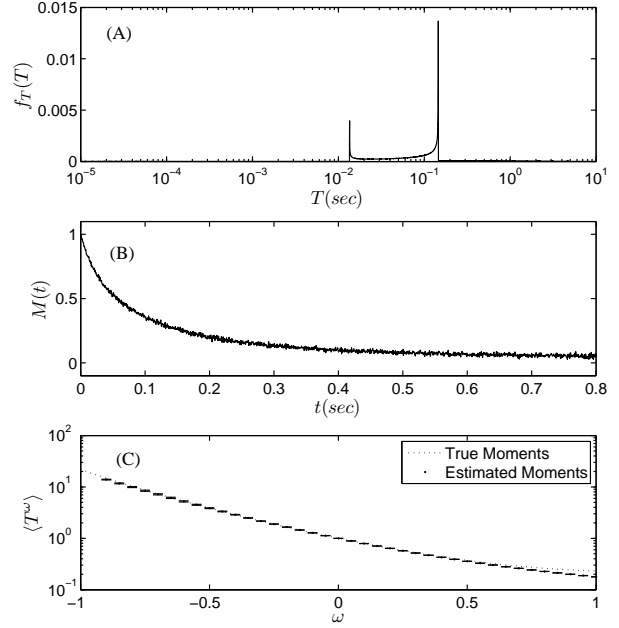 (A)
f_T(T)
0.015
0.01
0.005
0
10^-5 10^-4 10^-3 10^-2 10^-1 10^0 10^1
T(sec)
(B)
M(t)
1
0.5
0
0 0.1 0.2 0.3 0.4 0.5 0.6 0.7 0.8
t(sec)
(C)
True Moments
Estimated Moments
⟨T^ω⟩
10^2
10^1
10^0
10^-1
-1 -0.5 0 0.5 1
ω